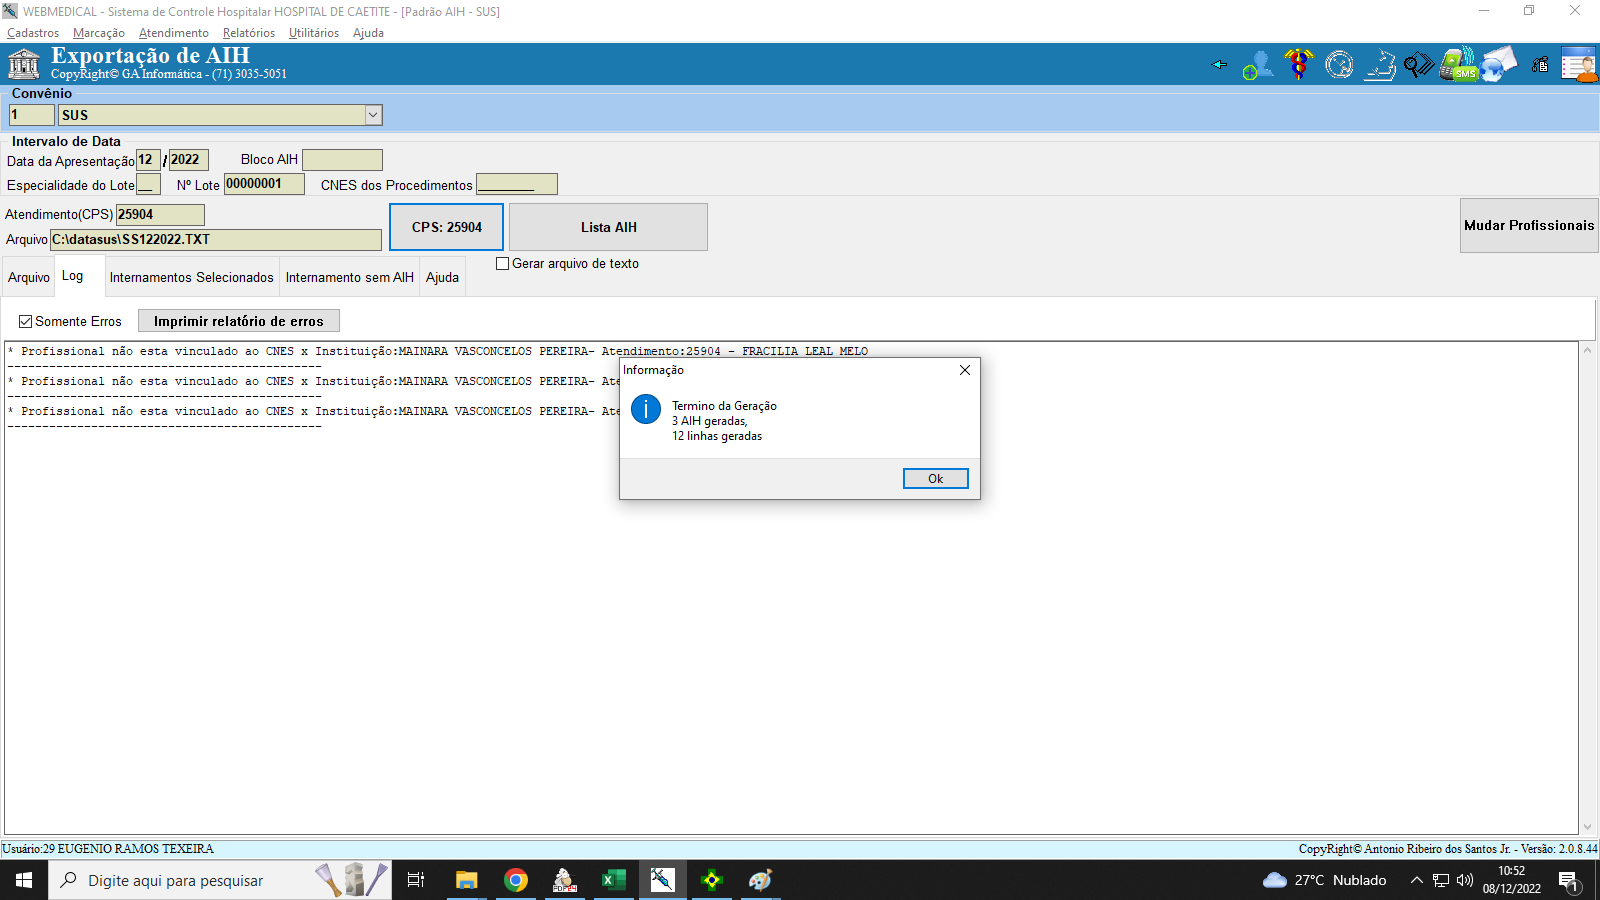 WEBMEDICAL - Sistema de Controle Hospitalar HOSPITAL DE CAETITE - [Padrão AIH - SUS]
Cadastros Marcação Atendimento Relatórios Utilitários Ajuda
Exportação de AIH
CopyRight© GA Informática - (71) 3035-5051
SMS
Convênio
1 SUS
Intervalo de Data
Data da Apresentação 12 / 2022 Bloco AIH
Especialidade do Lote __ Nº Lote 00000001 CNES dos Procedimentos ________
Atendimento(CPS) 25904
CPS: 25904 Lista AIH Mudar Profissionais
Arquivo C:\datasus\SS122022.TXT
Gerar arquivo de texto
Arquivo Log Internamentos Selecionados Internamento sem AIH Ajuda
Somente Erros Imprimir relatório de erros
* Profissional não esta vinculado ao CNES x Instituição:MAINARA VASCONCELOS PEREIRA- Atendimento:25904 - FRACILIA LEAL MELO
---------------------------------------------
* Profissional não esta vinculado ao CNES x Instituição:MAINARA VASCONCELOS PEREIRA- Ate
---------------------------------------------
* Profissional não esta vinculado ao CNES x Instituição:MAINARA VASCONCELOS PEREIRA- Ate
---------------------------------------------
Informação
Termino da Geração
3 AIH geradas,
12 linhas geradas
Ok
Usuário:29 EUGENIO RAMOS TEXEIRA
CopyRight© Antonio Ribeiro dos Santos Jr. - Versão: 2.0.8.44
Digite aqui para pesquisar
PDF24
27°C Nublado
10:52
08/12/2022
1